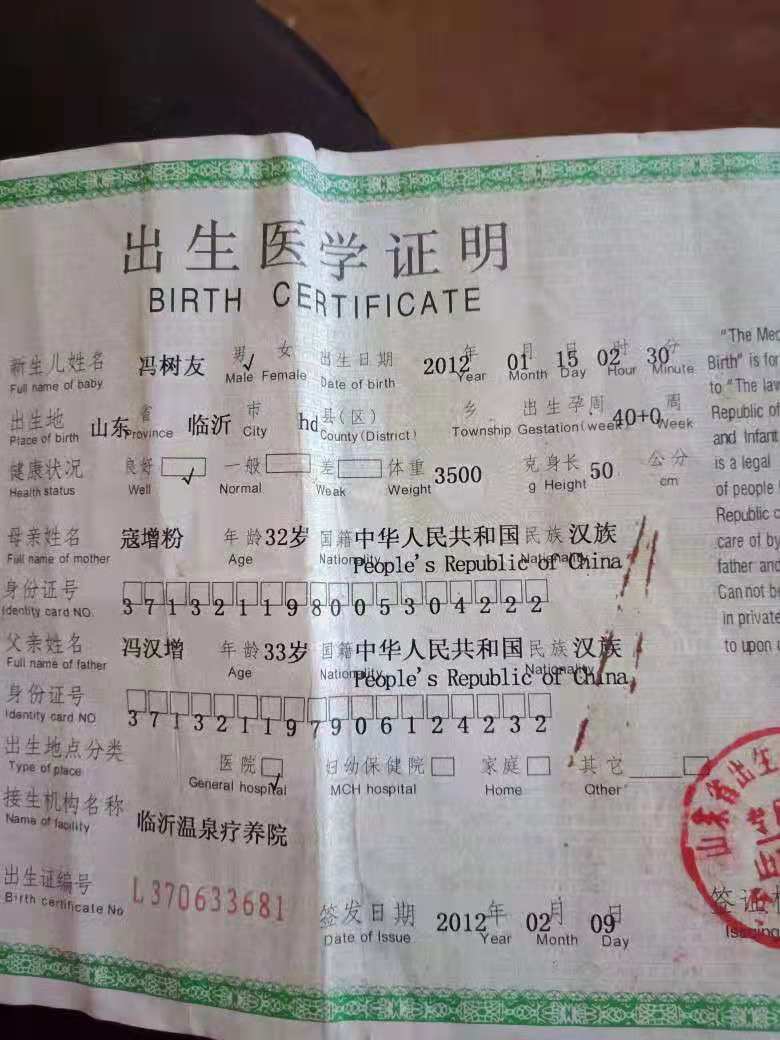 出生医学证明
BIRTH CERTIFICATE
新生儿姓名 冯树友 男 √ 女 出生日期 2012 年 01 月 15 日 02 时 30 分
Full name of baby Male Female Date of birth Year Month Day Hour Minute
出生地 山东 省 临沂 市 hd 县(区) 乡 出生孕周 40+0 周
Place of birth Province City County (District) Township Gestation (week) Week
健康状况 良好 √ 一般 差 体重 3500 克 身长 50 公分
Health status Well Normal Weak Weight g Height cm
母亲姓名 寇增粉 年龄 32岁 国籍 中华人民共和国 民族 汉族
Full name of mother Age Nationality People's Republic of China Nationality
身份证号 371321198005304222
Identity card NO.
父亲姓名 冯汉增 年龄 33岁 国籍 中华人民共和国 民族 汉族
Full name of father Age Nationality People's Republic of China Nationality
身份证号 371321197906124232
Identity card NO
出生地点分类 医院 √ 妇幼保健院 家庭 其它
Type of place General hospital MCH hospital Home Other
接生机构名称 临沂温泉疗养院
Name of facility
出生证编号 L370633681
Birth certificate No
签发日期 2012 年 02 月 09 日
Date of Issue Year Month Day
"The Med
Birth" is for
to "The law
Republic of
and Infant
is a legal
of people
Republic o
care of by
father and
Can not be
in private
to upon
山东省出生
签证机
Issuing